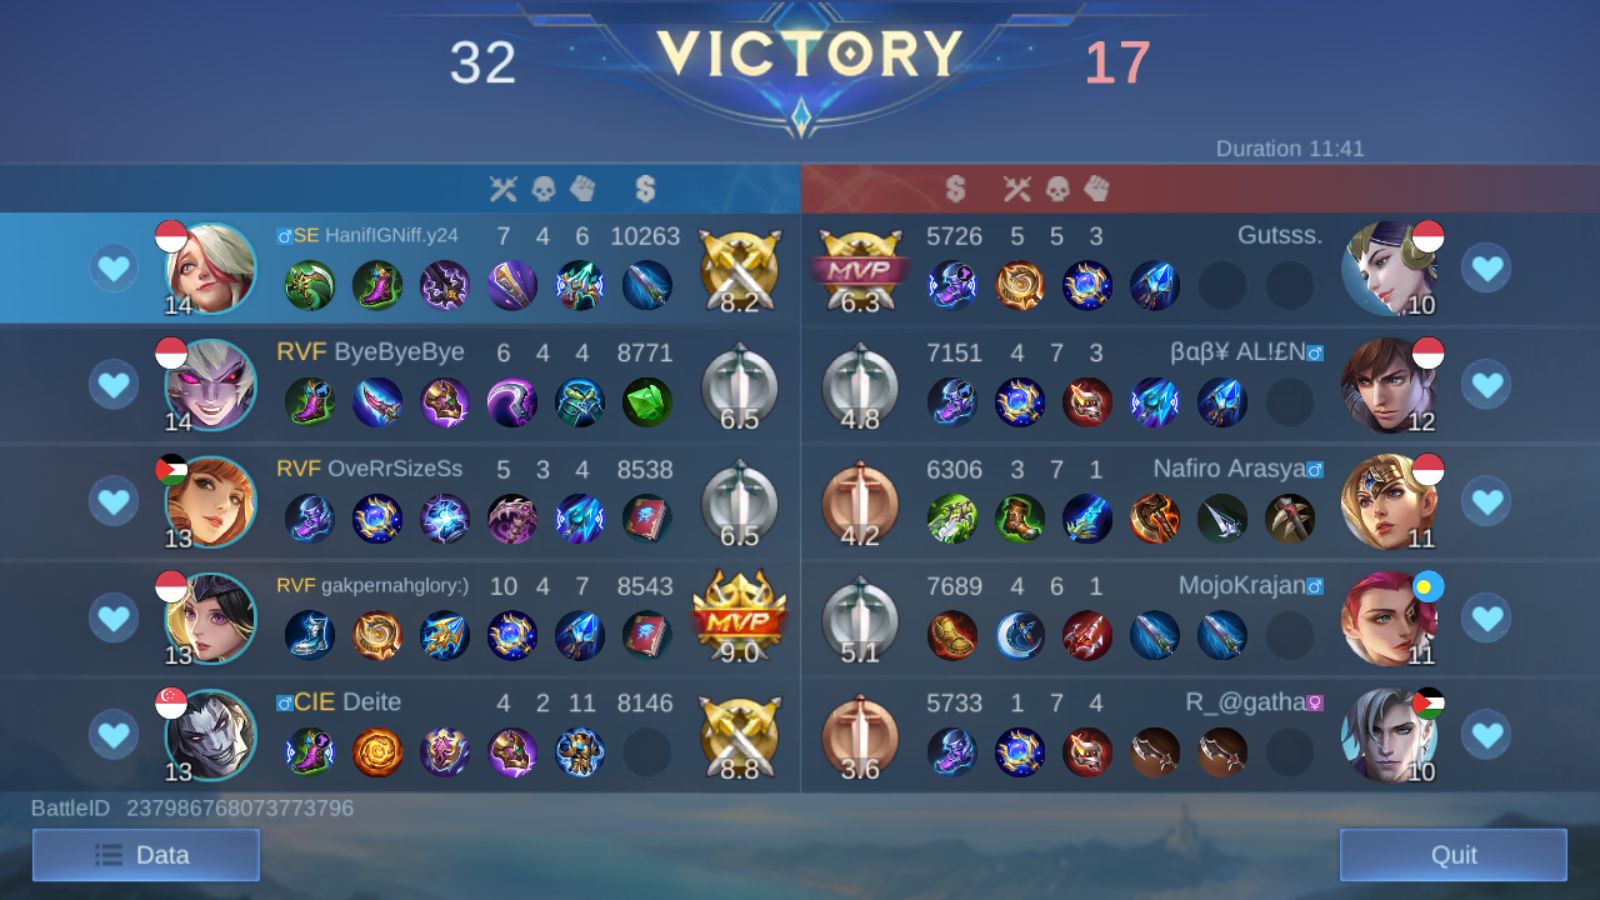 32 VICTORY 17
Duration 11:41
SE HanifIGNiff.y24 7 4 6 10263
14 8.2
5726 5 5 3 Gutsss.
MVP 6.3 10
RVF ByeByeBye 6 4 4 8771
14 6.5
7151 4 7 3 βαβ¥ AL!£N
4.8 12
RVF OveRrSizeSs 5 3 4 8538
13 6.5
6306 3 7 1 Nafiro Arasya
4.2 11
RVF gakpernahglory:) 10 4 7 8543
13 MVP 9.0
7689 4 6 1 MojoKrajan
5.1 11
CIE Deite 4 2 11 8146
13 8.8
5733 1 7 4 R_@gatha
3.6 10
BattleID 237986768073773796
Data
Quit